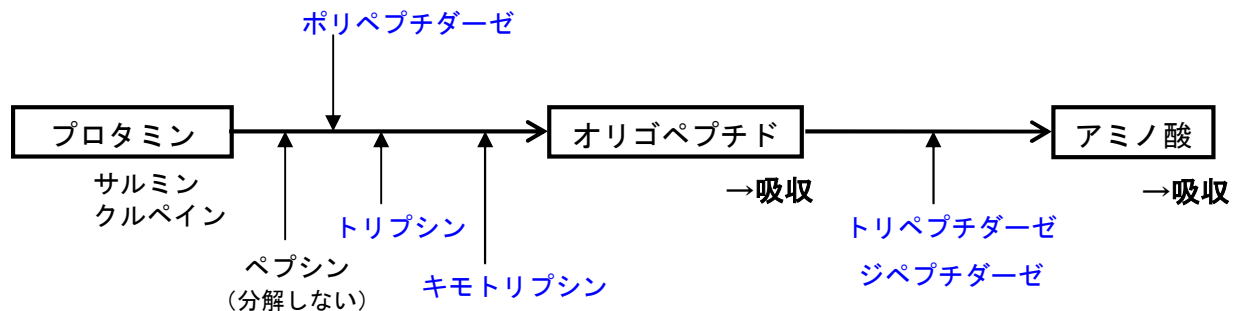 ポリペプチダーゼ
プロタミン
オリゴペプチド
アミノ酸
サルミン
クルペイン
→吸収
→吸収
トリプシン
トリペプチダーゼ
ペプシン
(分解しない)
キモトリプシン
ジペプチダーゼ